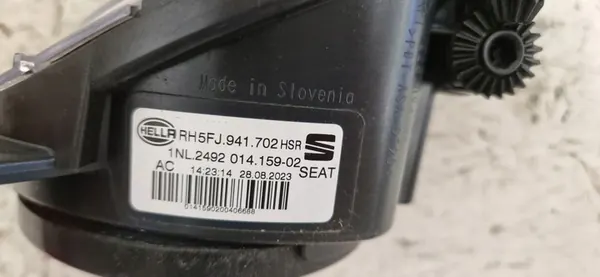 Made in Slovenia
HELLA RH5FJ.941.702 HSR S
1NL.2492 014.159-02
AC 14:23:14 28.08.2023 SEAT
0141590200406688